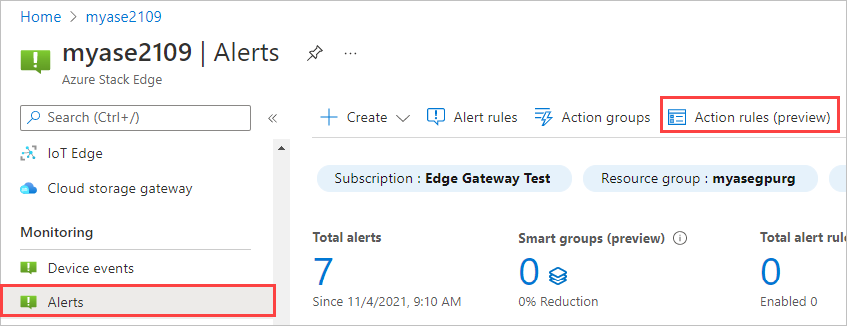 Home > myase2109
myase2109 | Alerts
Azure Stack Edge
Search (Ctrl+/)
IoT Edge
Cloud storage gateway
Monitoring
Device events
Alerts
Create
Alert rules
Action groups
Action rules (preview)
Subscription : Edge Gateway Test
Resource group : myasegpurg
Total alerts
7
Since 11/4/2021, 9:10 AM
Smart groups (preview)
0
0% Reduction
Total alert rule
0
Enabled 0